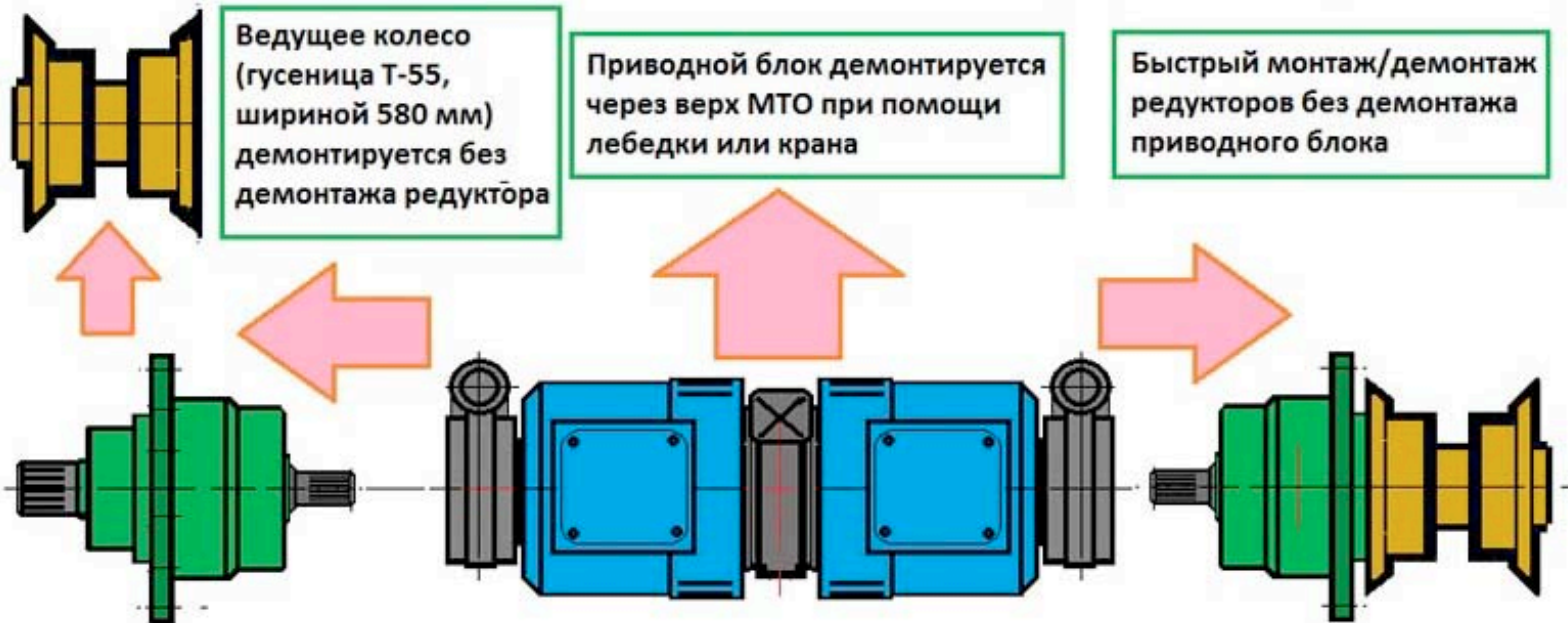 Ведущее колесо
(гусеница Т-55,
шириной 580 мм)
демонтируется без
демонтажа редуктора
Приводной блок демонтируется
через верх МТО при помощи
лебедки или крана
Быстрый монтаж/демонтаж
редукторов без демонтажа
приводного блока